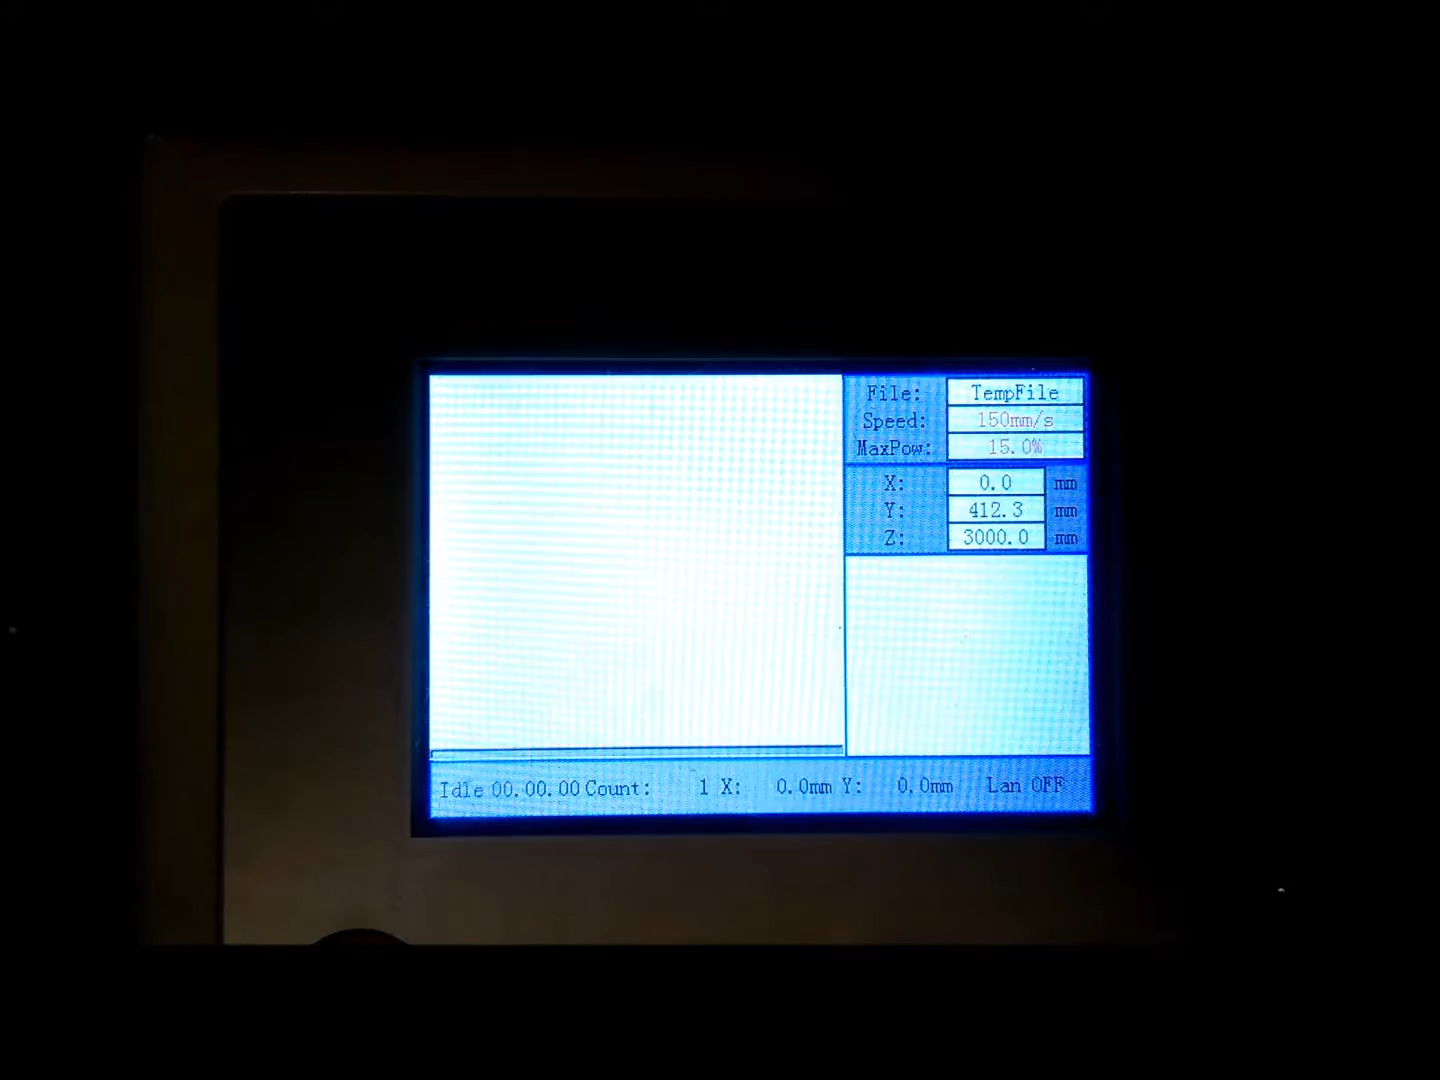 File: TempFile
Speed: 150mm/s
MaxPow: 15.0%
X: 0.0 mm
Y: 412.3 mm
Z: 3000.0 mm
Idle 00.00.00 Count: 1 X: 0.0mm Y: 0.0mm Lan OFF